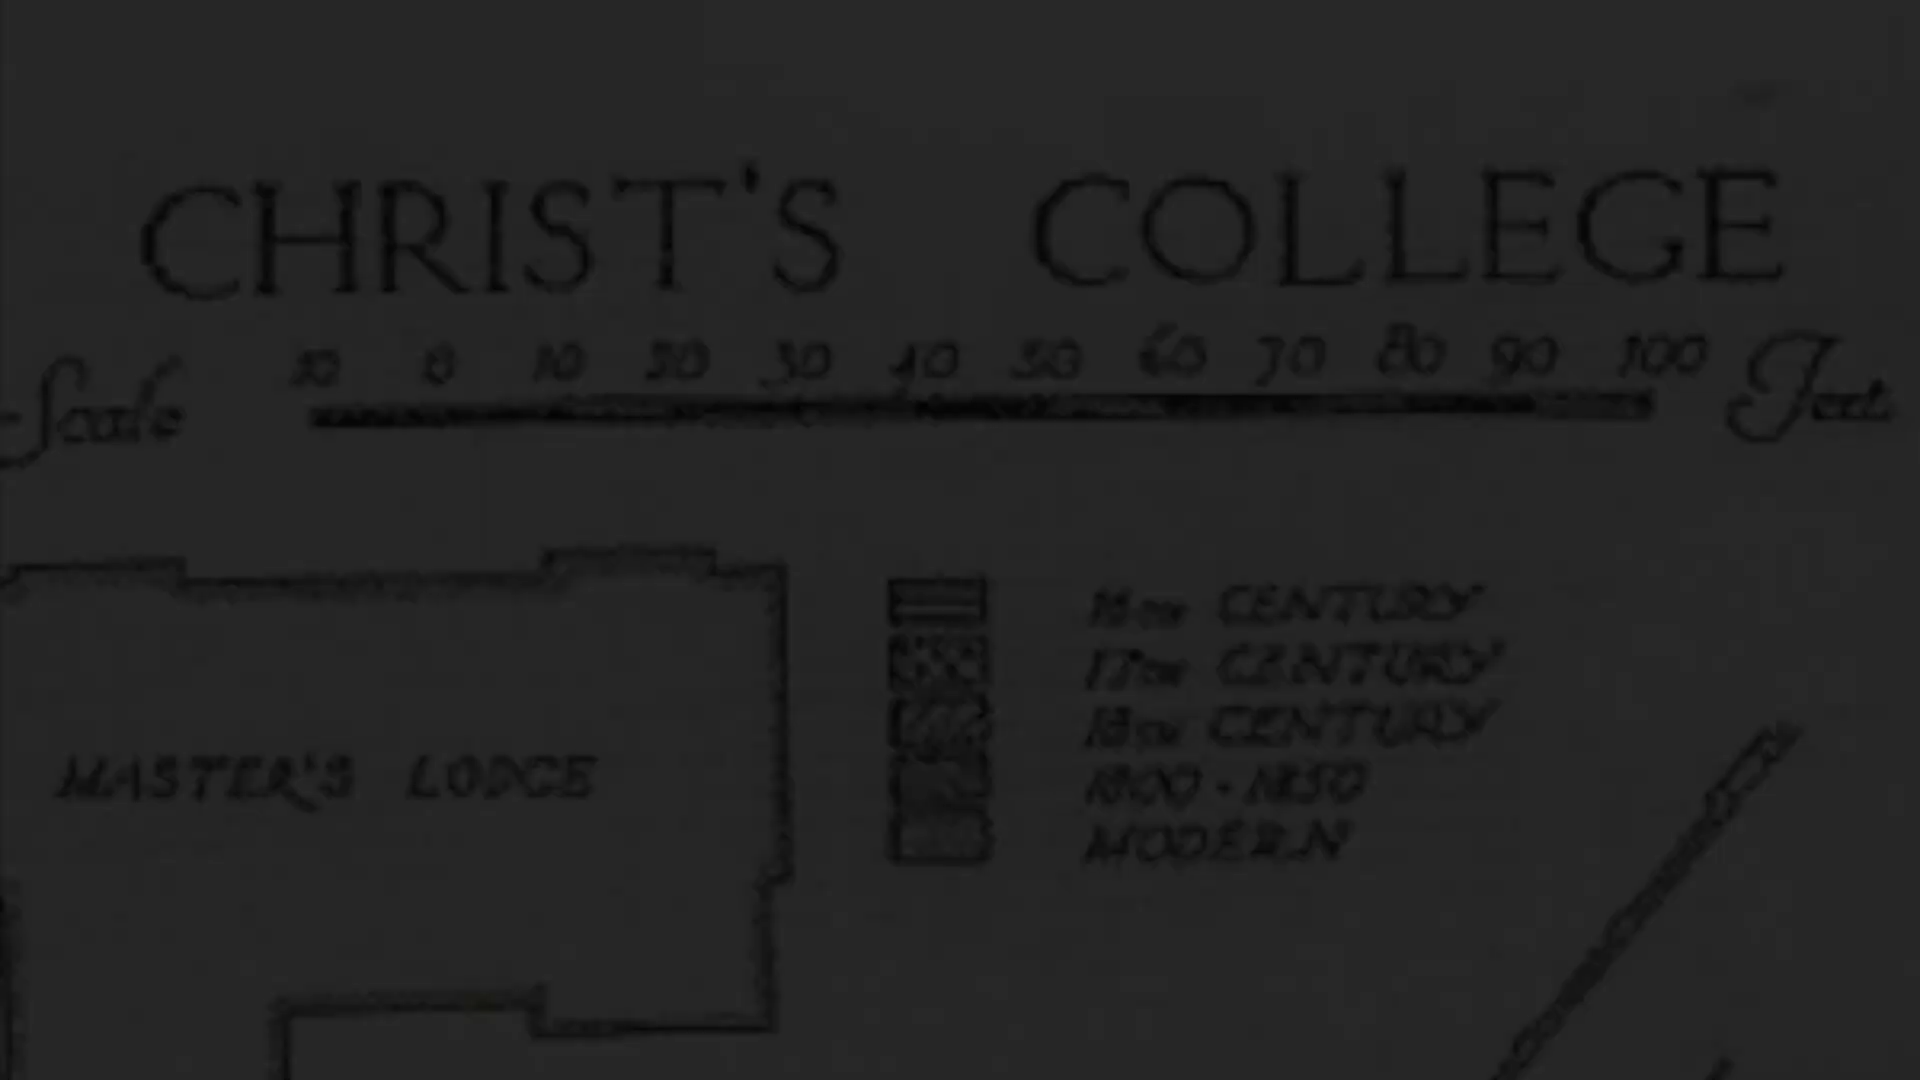 CHRIST'S COLLEGE
Scale 10 0 10 20 30 40 50 60 70 80 90 100 Feet
16TH CENTURY
17TH CENTURY
18TH CENTURY
MASTER'S LODGE
1800 - 1850
MODERN